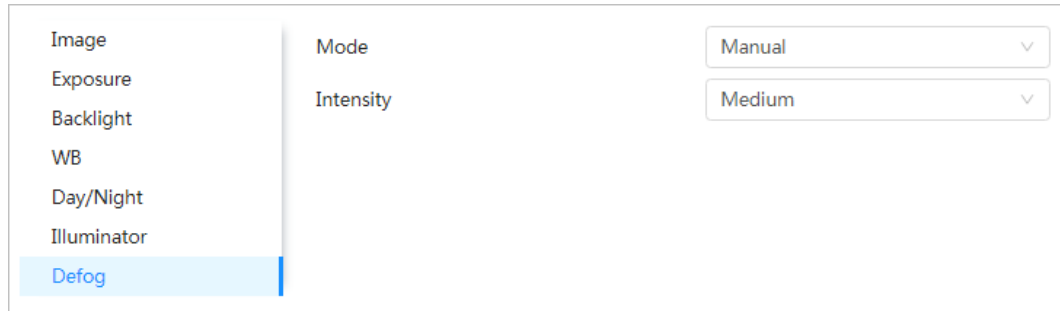 Image
Exposure
Backlight
WB
Day/Night
Illuminator
Defog
Mode
Manual
Intensity
Medium